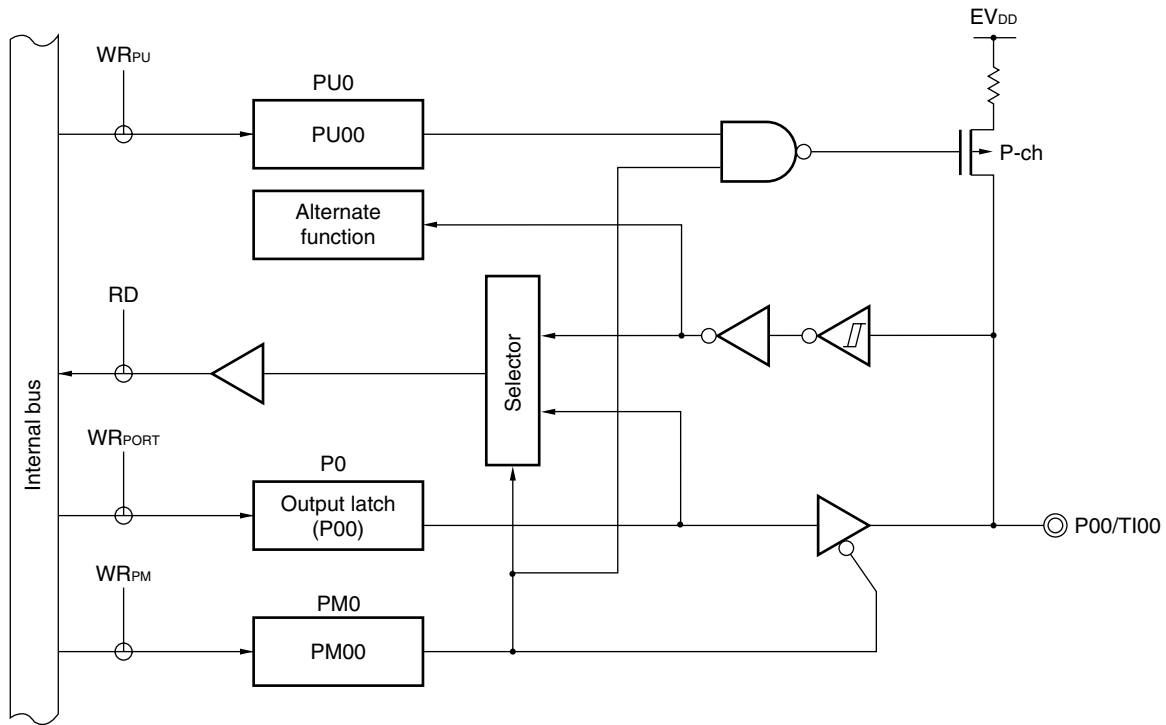 EVDD
WRPU
PU0
PU00
P-ch
Alternate
function
RD
Selector
Internal bus
WRPORT
P0
Output latch
(P00)
P00/TI00
WRPM
PM0
PM00